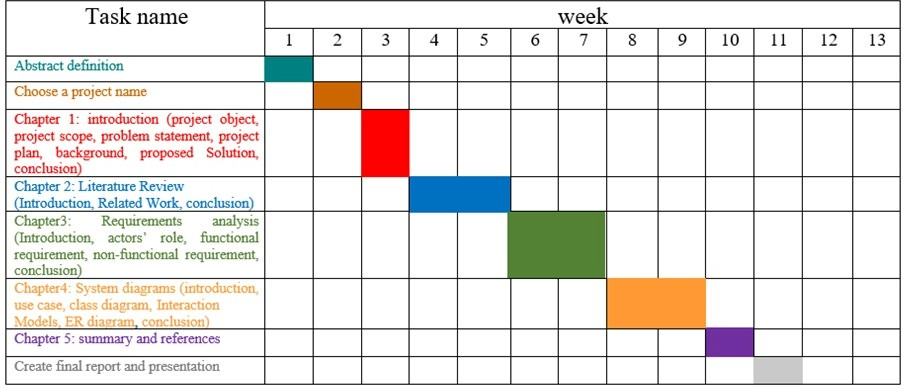 Task name
week
1 2 3 4 5 6 7 8 9 10 11 12 13
Abstract definition
Choose a project name
Chapter 1: introduction (project object,
project scope, problem statement, project
plan, background, proposed Solution,
conclusion)
Chapter 2: Literature Review
(Introduction, Related Work, conclusion)
Chapter3: Requirements analysis
(Introduction, actors’ role, functional
requirement, non-functional requirement,
conclusion)
Chapter4: System diagrams (introduction,
use case, class diagram, Interaction
Models, ER diagram, conclusion)
Chapter 5: summary and references
Create final report and presentation